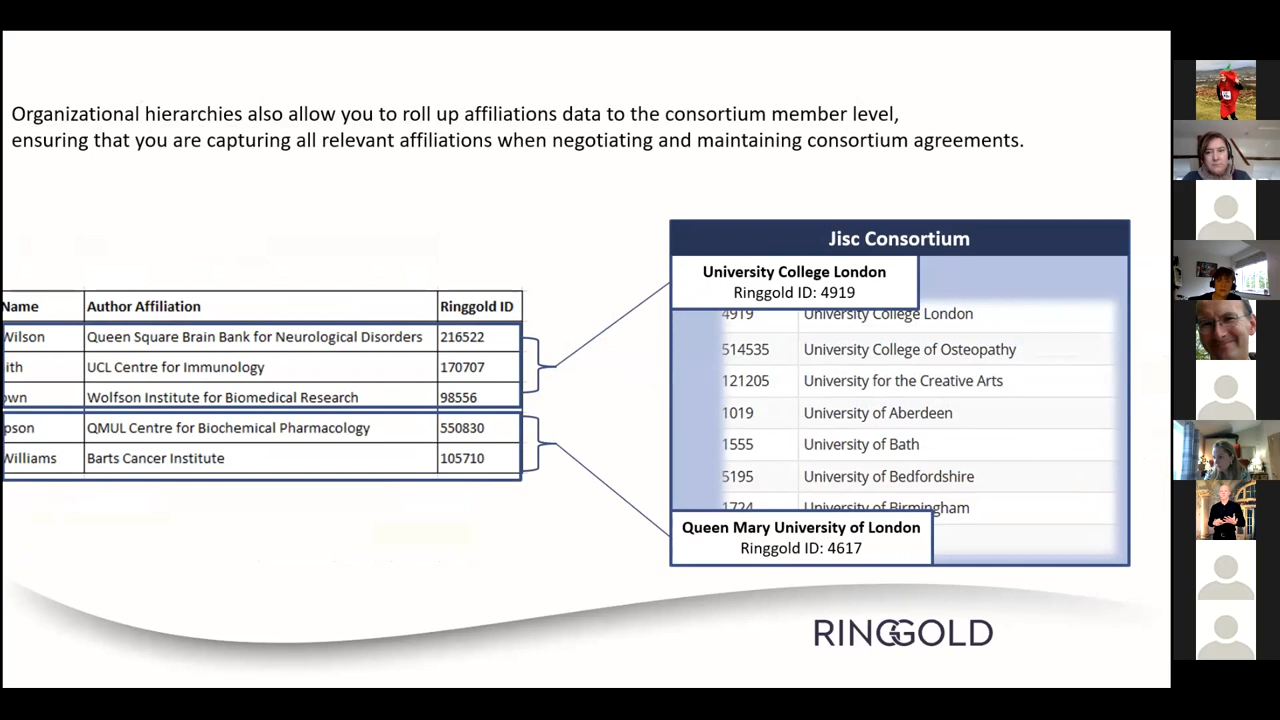 Organizational hierarchies also allow you to roll up affiliations data to the consortium member level,
ensuring that you are capturing all relevant affiliations when negotiating and maintaining consortium agreements.
Name Author Affiliation Ringgold ID
Wilson Queen Square Brain Bank for Neurological Disorders 216522
ith UCL Centre for Immunology 170707
own Wolfson Institute for Biomedical Research 98556
pson QMUL Centre for Biochemical Pharmacology 550830
Williams Barts Cancer Institute 105710
Jisc Consortium
University College London
Ringgold ID: 4919
4919 University College London
514535 University College of Osteopathy
121205 University for the Creative Arts
1019 University of Aberdeen
1555 University of Bath
5195 University of Bedfordshire
1724 University of Birmingham
Queen Mary University of London
Ringgold ID: 4617
RINGGOLD